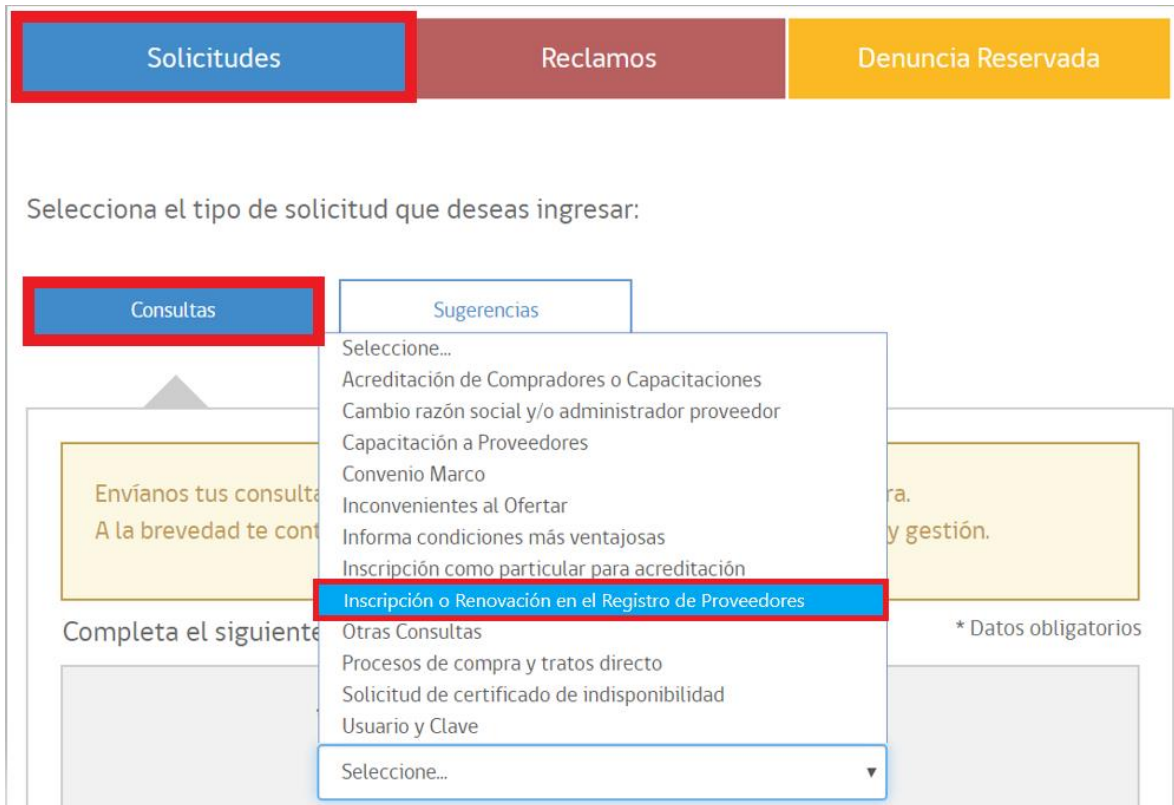 Solicitudes
Reclamos
Denuncia Reservada
Selecciona el tipo de solicitud que deseas ingresar:
Consultas
Sugerencias
Seleccione...
Acreditación de Compradores o Capacitaciones
Cambio razón social y/o administrador proveedor
Capacitación a Proveedores
Convenio Marco
Inconvenientes al Ofertar
Informa condiciones más ventajosas
Inscripción como particular para acreditación
Inscripción o Renovación en el Registro de Proveedores
Otras Consultas
Procesos de compra y tratos directo
Solicitud de certificado de indisponibilidad
Usuario y Clave
Seleccione...
Envíanos tus
A la brevedad te
y gestión.
Completa el siguiente
* Datos obligatorios